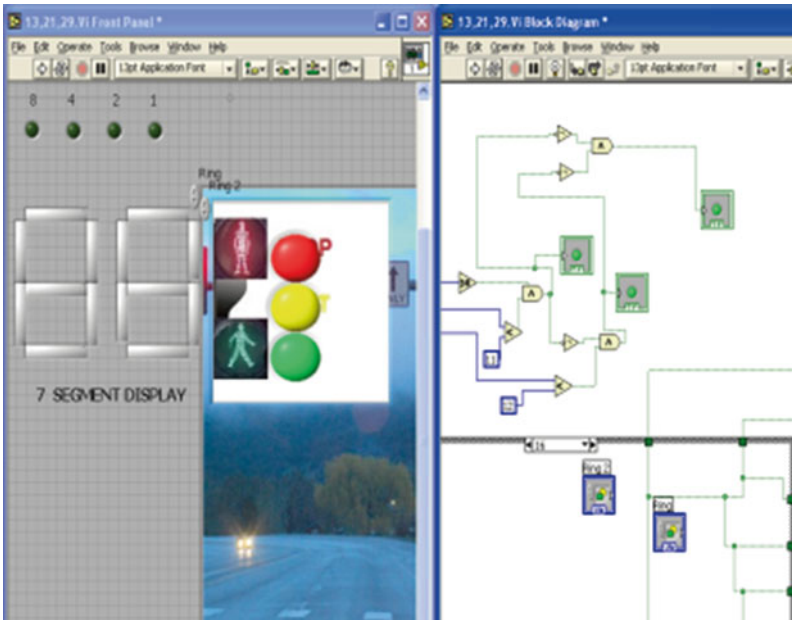 13,21,29.Vi Front Panel *
File Edit Operate Tools Browse Window Help
13pt Application Font
8 4 2 1
Ring
Ring 2
P
T
ONLY
7 SEGMENT DISPLAY
13,21,29.Vi Block Diagram *
File Edit Operate Tools Browse Window Help
13pt Application Font
A
A
A
16
Ring 2
Ring